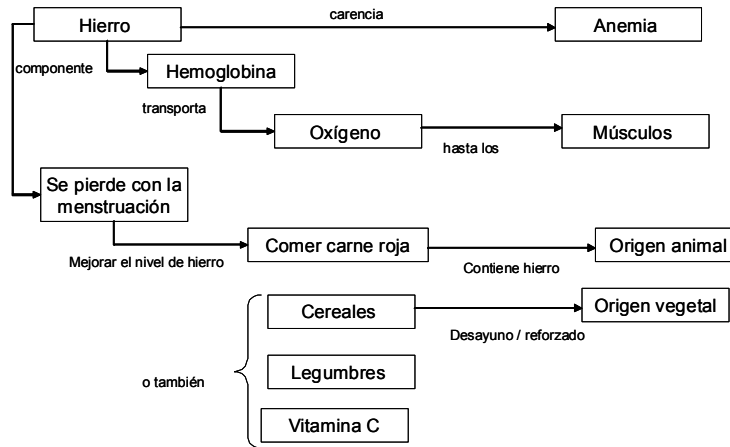 carencia
Hierro
Anemia
componente
Hemoglobina
transporta
Oxígeno
Músculos
hasta los
Se pierde con la
menstruación
Comer carne roja
Origen animal
Mejorar el nivel de hierro
Contiene hierro
Cereales
Origen vegetal
Desayuno / reforzado
Legumbres
o también
Vitamina C